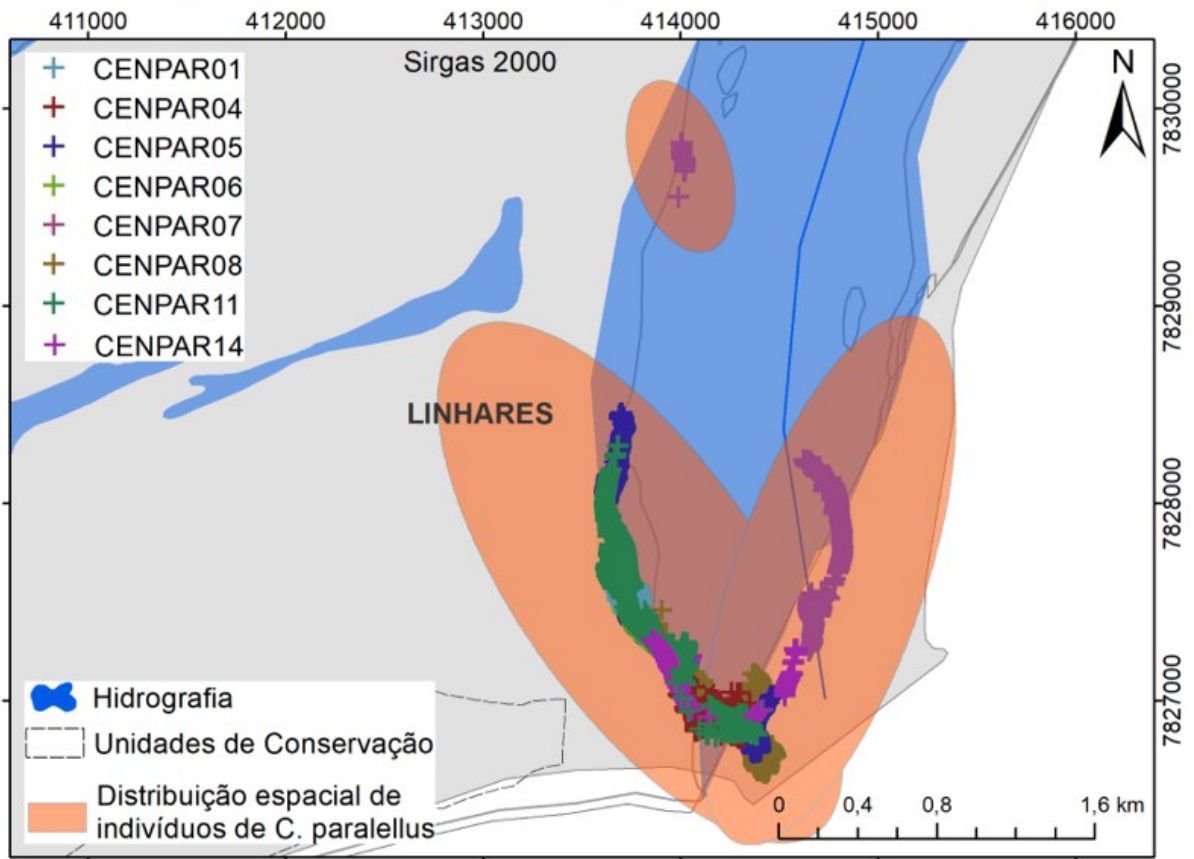 411000 412000 413000 414000 415000 416000
Sirgas 2000
N
CENPAR01
CENPAR04
CENPAR05
CENPAR06
CENPAR07
CENPAR08
CENPAR11
CENPAR14
7830000
7829000
7828000
7827000
LINHARES
Hidrografia
Unidades de Conservação
Distribuição espacial de
indivíduos de C. paralellus
0 0,4 0,8 1,6 km